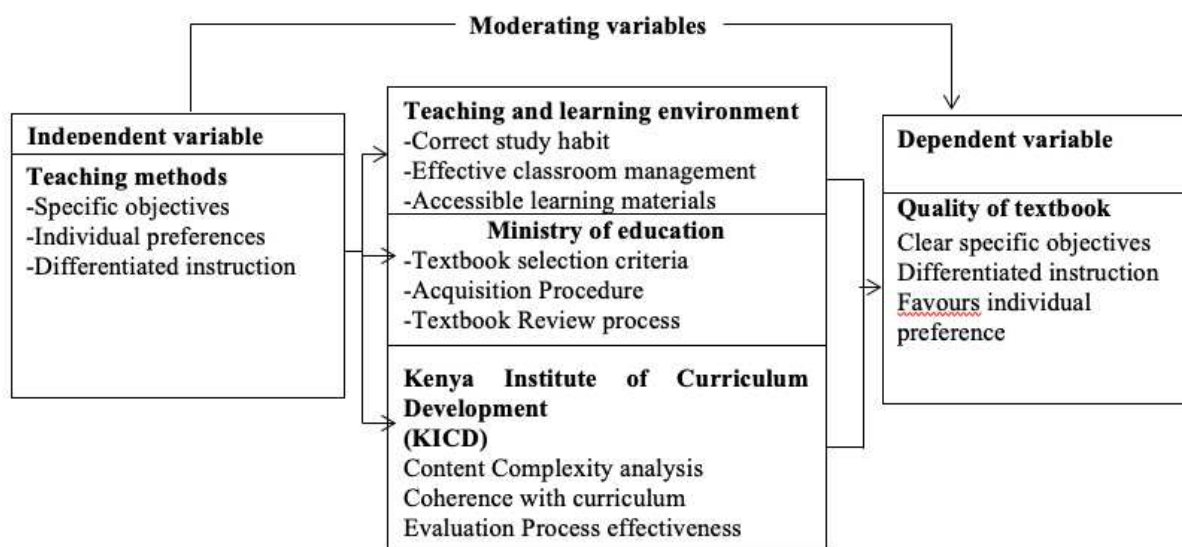 Moderating variables
Independent variable
Teaching methods
-Specific objectives
-Individual preferences
-Differentiated instruction
Teaching and learning environment
-Correct study habit
-Effective classroom management
-Accessible learning materials
Ministry of education
-Textbook selection criteria
-Acquisition Procedure
-Textbook Review process
Kenya Institute of Curriculum
Development
(KICD)
Content Complexity analysis
Coherence with curriculum
Evaluation Process effectiveness
Dependent variable
Quality of textbook
Clear specific objectives
Differentiated instruction
Favours individual
preference